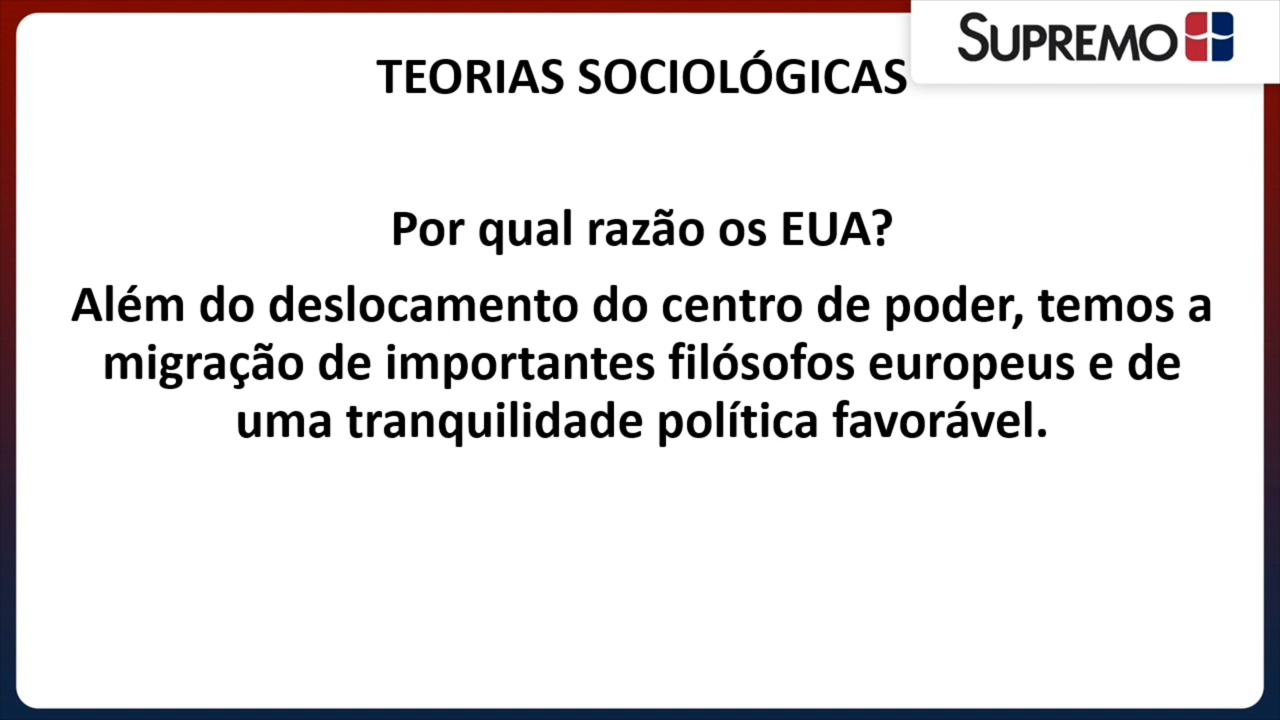 SUPREMO
TEORIAS SOCIOLÓGICAS
Por qual razão os EUA?
Além do deslocamento do centro de poder, temos a
migração de importantes filósofos europeus e de
uma tranquilidade política favorável.